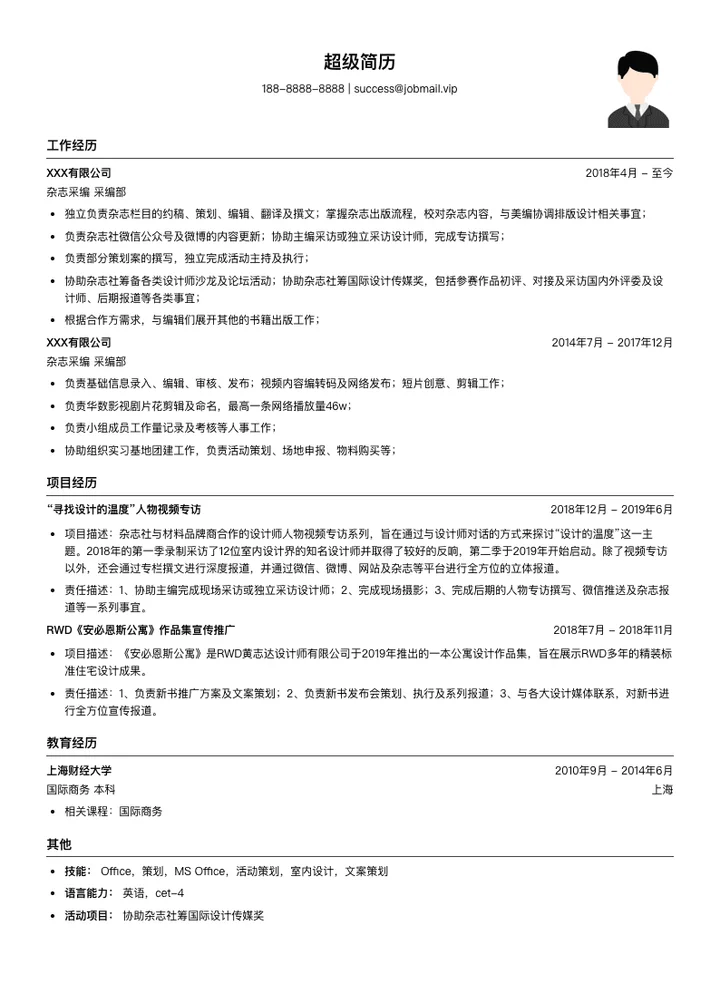 超级简历
188-8888-8888 | success@jobmail.vip
工作经历
XXX有限公司 2018年4月 – 至今
杂志采编 采编部
• 独立负责杂志栏目的约稿、策划、编辑、翻译及撰文；掌握杂志出版流程，校对杂志内容，与美编协调排版设计相关事宜；
• 负责杂志社微信公众号及微博的内容更新；协助主编采访或独立采访设计师，完成专访撰写；
• 负责部分策划案的撰写，独立完成活动主持及执行；
• 协助杂志社筹备各类设计师沙龙及论坛活动；协助杂志社筹国际设计传媒奖，包括参赛作品初评、对接及采访国内外评委及设
计师、后期报道等各类事宜；
• 根据合作方需求，与编辑们展开其他的书籍出版工作；
XXX有限公司 2014年7月 – 2017年12月
杂志采编 采编部
• 负责基础信息录入、编辑、审核、发布；视频内容编转码及网络发布；短片创意、剪辑工作；
• 负责华数影视剧片花剪辑及命名，最高一条网络播放量46w；
• 负责小组成员工作量记录及考核等人事工作；
• 协助组织实习基地团建工作，负责活动策划、场地申报、物料购买等；
项目经历
“寻找设计的温度”人物视频专访 2018年12月 – 2019年6月
• 项目描述：杂志社与材料品牌商合作的设计师人物视频专访系列，旨在通过与设计师对话的方式来探讨“设计的温度”这一主
题。2018年的第一季录制采访了12位室内设计界的知名设计师并取得了较好的反响，第二季于2019年开始启动。除了视频专访
以外，还会通过专栏撰文进行深度报道，并通过微信、微博、网站及杂志等平台进行全方位的立体报道。
• 责任描述：1、协助主编完成现场采访或独立采访设计师；2、完成现场摄影；3、完成后期的人物专访撰写、微信推送及杂志报
道等一系列事宜。
RWD《安必恩斯公寓》作品集宣传推广 2018年7月 – 2018年11月
• 项目描述：《安必恩斯公寓》是RWD黄志达设计师有限公司于2019年推出的一本公寓设计作品集，旨在展示RWD多年的精装标
准住宅设计成果。
• 责任描述：1、负责新书推广方案及文案策划；2、负责新书发布会策划、执行及系列报道；3、与各大设计媒体联系，对新书进
行全方位宣传报道。
教育经历
上海财经大学 2010年9月 – 2014年6月
国际商务 本科 上海
• 相关课程：国际商务
其他
• 技能： Office，策划，MS Office，活动策划，室内设计，文案策划
• 语言能力： 英语，cet-4
• 活动项目： 协助杂志社筹国际设计传媒奖